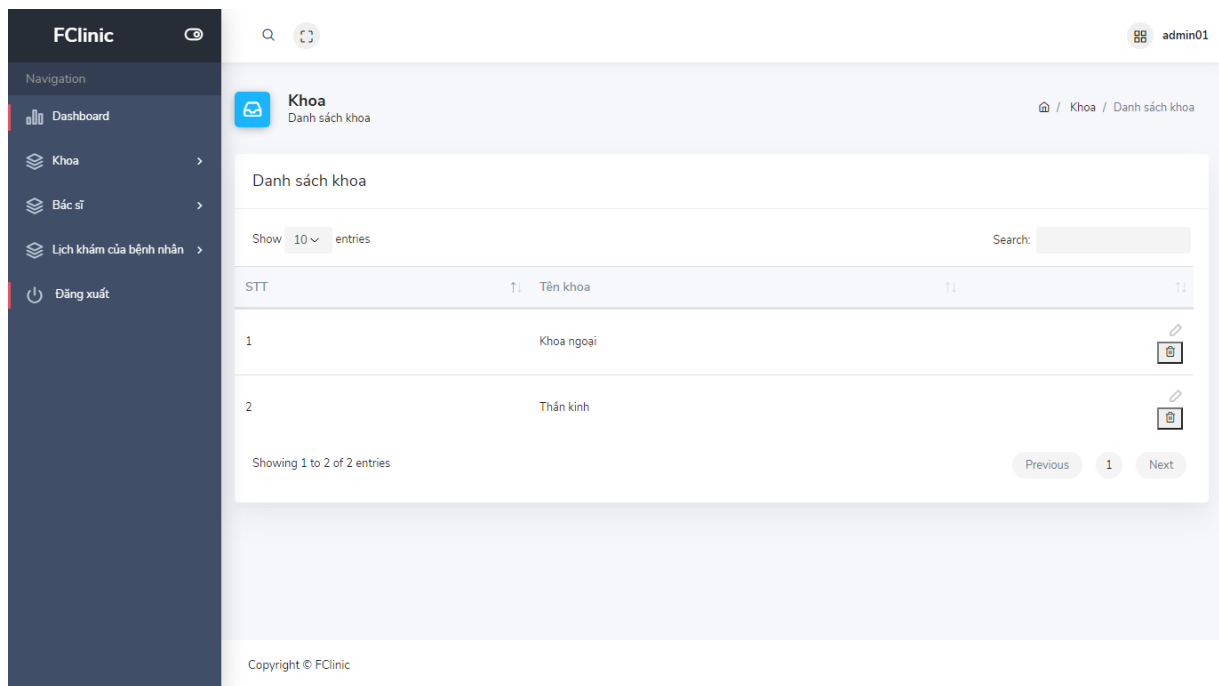 FClinic
admin01
Navigation
Dashboard
Khoa
Bác sĩ
Lịch khám của bệnh nhân
Đăng xuất
Khoa
Danh sách khoa
/ Khoa / Danh sách khoa
Danh sách khoa
Show 10 entries
Search:
STT Tên khoa
1 Khoa ngoại
2 Thần kinh
Showing 1 to 2 of 2 entries
Previous 1 Next
Copyright © FClinic